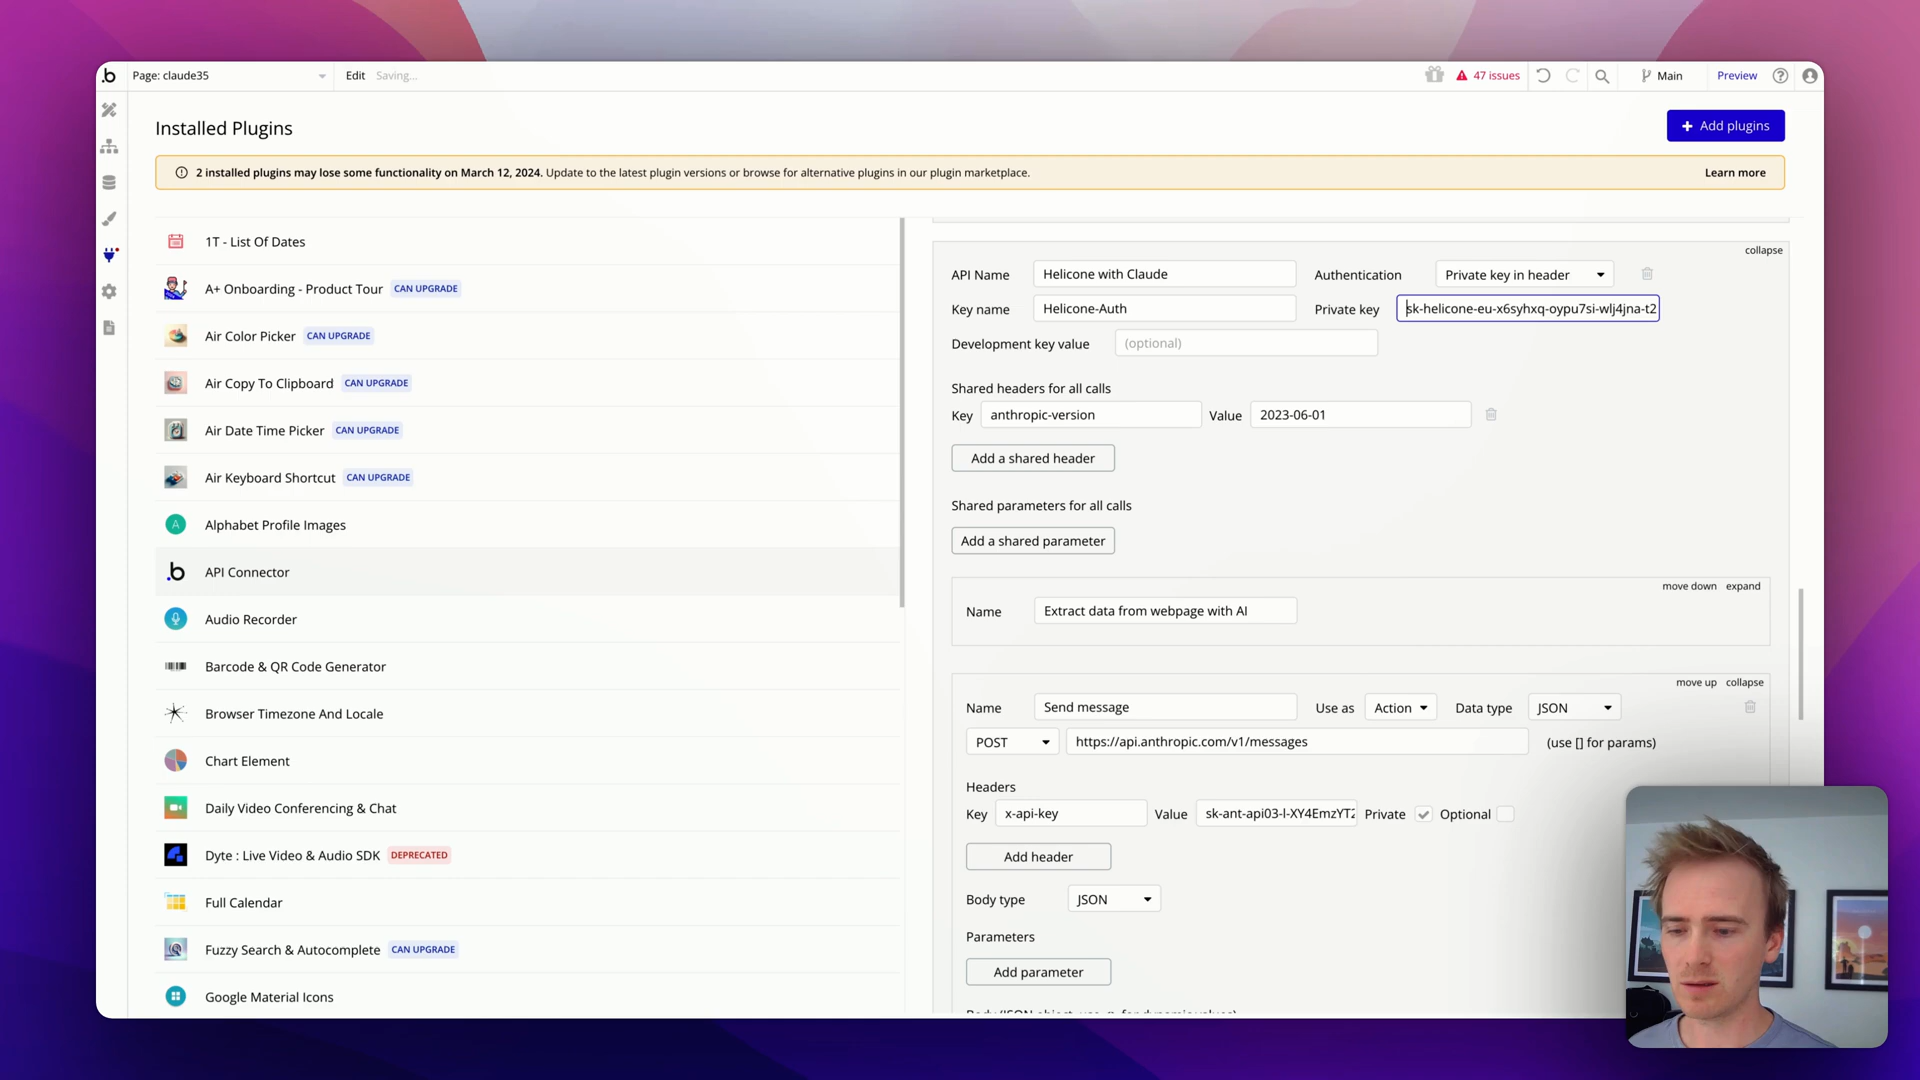 .b Page: claude35 Edit Saving... 47 issues Main Preview
Installed Plugins
+ Add plugins
2 installed plugins may lose some functionality on March 12, 2024. Update to the latest plugin versions or browse for alternative plugins in our plugin marketplace. Learn more
1T - List Of Dates
A+ Onboarding - Product Tour CAN UPGRADE
Air Color Picker CAN UPGRADE
Air Copy To Clipboard CAN UPGRADE
Air Date Time Picker CAN UPGRADE
Air Keyboard Shortcut CAN UPGRADE
A Alphabet Profile Images
.b API Connector
Audio Recorder
Barcode & QR Code Generator
Browser Timezone And Locale
Chart Element
Daily Video Conferencing & Chat
Dyte : Live Video & Audio SDK DEPRECATED
Full Calendar
Fuzzy Search & Autocomplete CAN UPGRADE
Google Material Icons
collapse
API Name Helicone with Claude Authentication Private key in header
Key name Helicone-Auth Private key sk-helicone-eu-x6syhxq-oypu7si-wlj4jna-t2
Development key value (optional)
Shared headers for all calls
Key anthropic-version Value 2023-06-01
Add a shared header
Shared parameters for all calls
Add a shared parameter
move down expand
Name Extract data from webpage with AI
move up collapse
Name Send message Use as Action Data type JSON
POST https://api.anthropic.com/v1/messages (use [] for params)
Headers
Key x-api-key Value sk-ant-api03-l-XY4EmzYT2 Private Optional
Add header
Body type JSON
Parameters
Add parameter